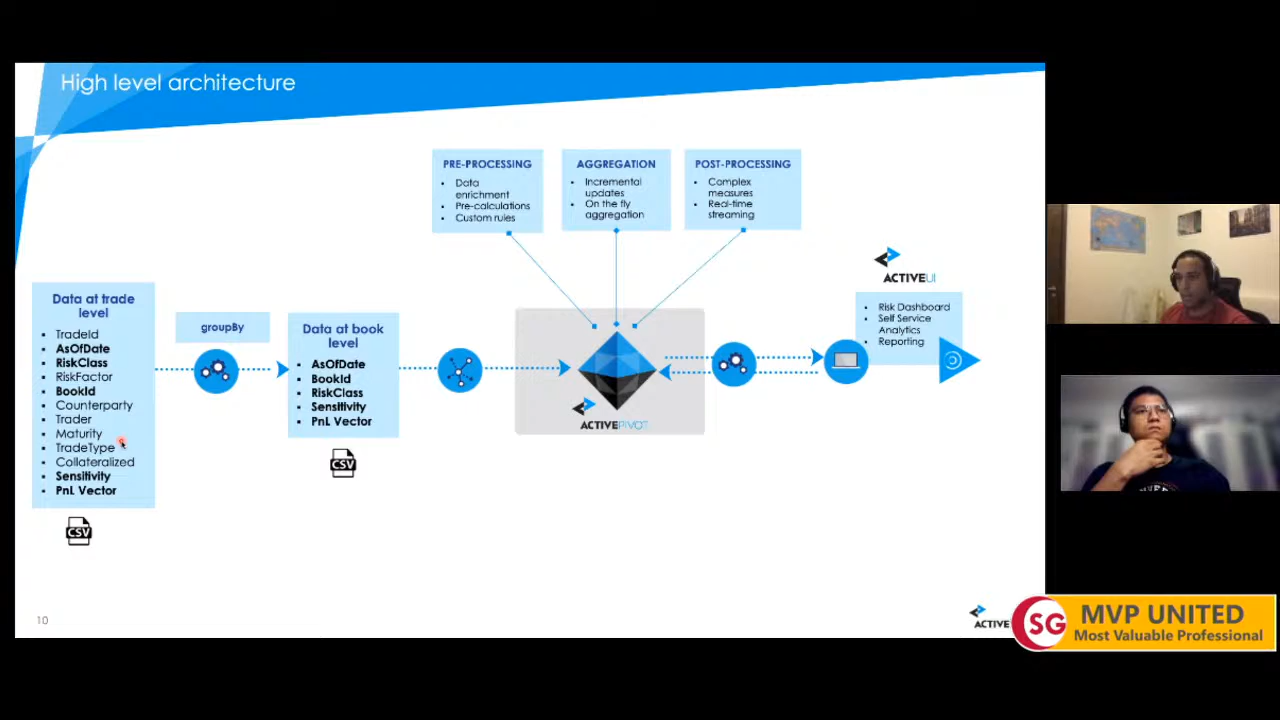 High level architecture
PRE-PROCESSING
• Data
enrichment
• Pre-calculations
• Custom rules
AGGREGATION
• Incremental
updates
• On the fly
aggregation
POST-PROCESSING
• Complex
measures
• Real-time
streaming
ACTIVEUI
• Risk Dashboard
• Self Service
Analytics
• Reporting
Data at trade
level
▪ TradeId
▪ AsOfDate
▪ RiskClass
▪ RiskFactor
▪ BookId
▪ Counterparty
▪ Trader
▪ Maturity
▪ TradeType
▪ Collateralized
▪ Sensitivity
▪ PnL Vector
CSV
groupBy
Data at book
level
▪ AsOfDate
▪ BookId
▪ RiskClass
▪ Sensitivity
▪ PnL Vector
CSV
ACTIVEPIVOT
10
ACTIVE
SG
MVP UNITED
Most Valuable Professional